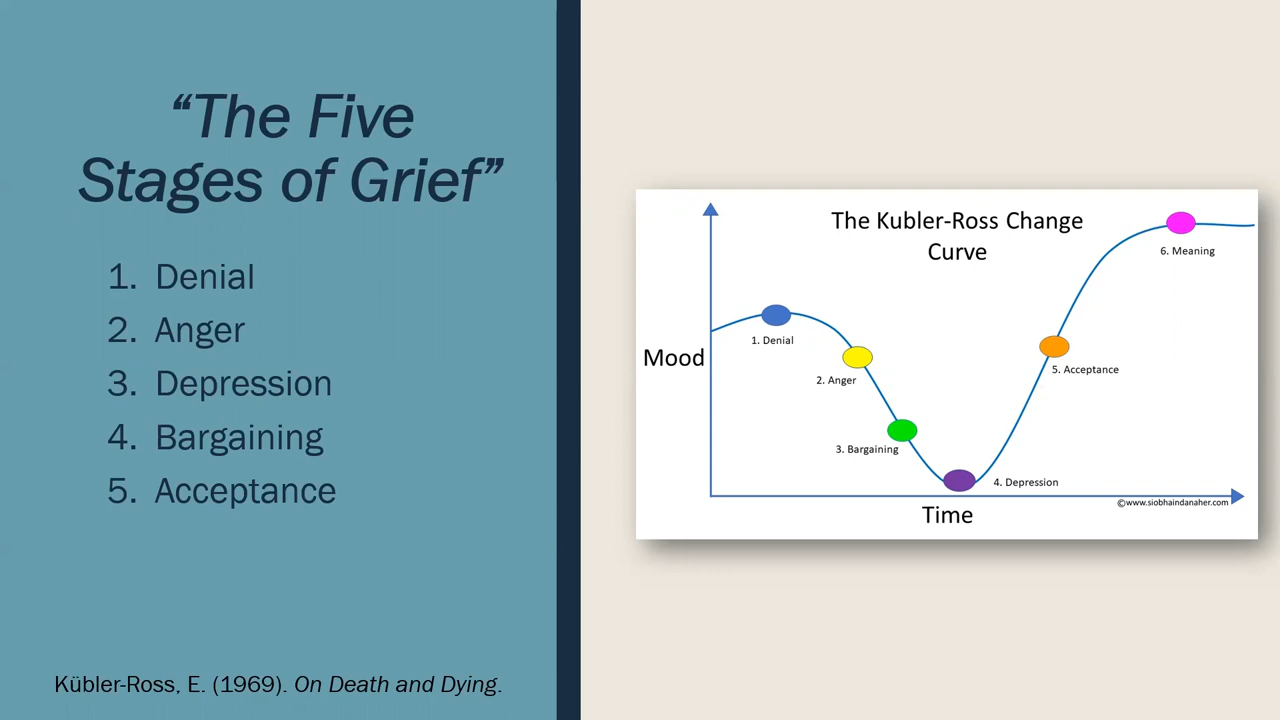 “The Five
Stages of Grief”
1. Denial
2. Anger
3. Depression
4. Bargaining
5. Acceptance
Kübler-Ross, E. (1969). On Death and Dying.
The Kubler-Ross Change
Curve
6. Meaning
1. Denial
Mood
5. Acceptance
2. Anger
3. Bargaining
4. Depression
©www.siobhaindanaher.com
Time